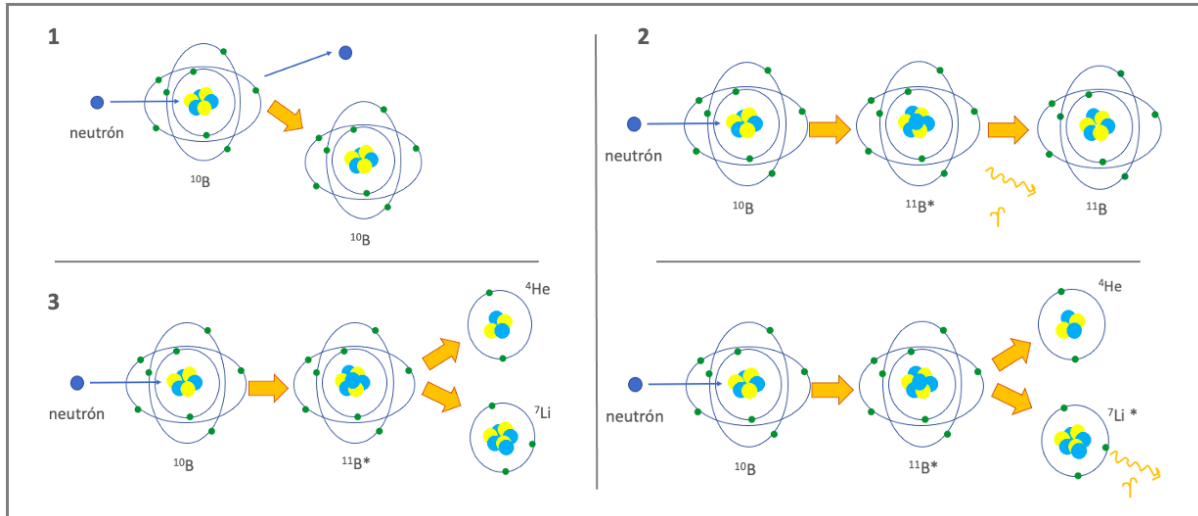 1
neutrón
¹⁰B
¹⁰B
2
neutrón
¹⁰B
¹¹B*
¹¹B
γ
3
neutrón
¹⁰B
¹¹B*
⁴He
⁷Li
neutrón
¹⁰B
¹¹B*
⁴He
⁷Li *
γ